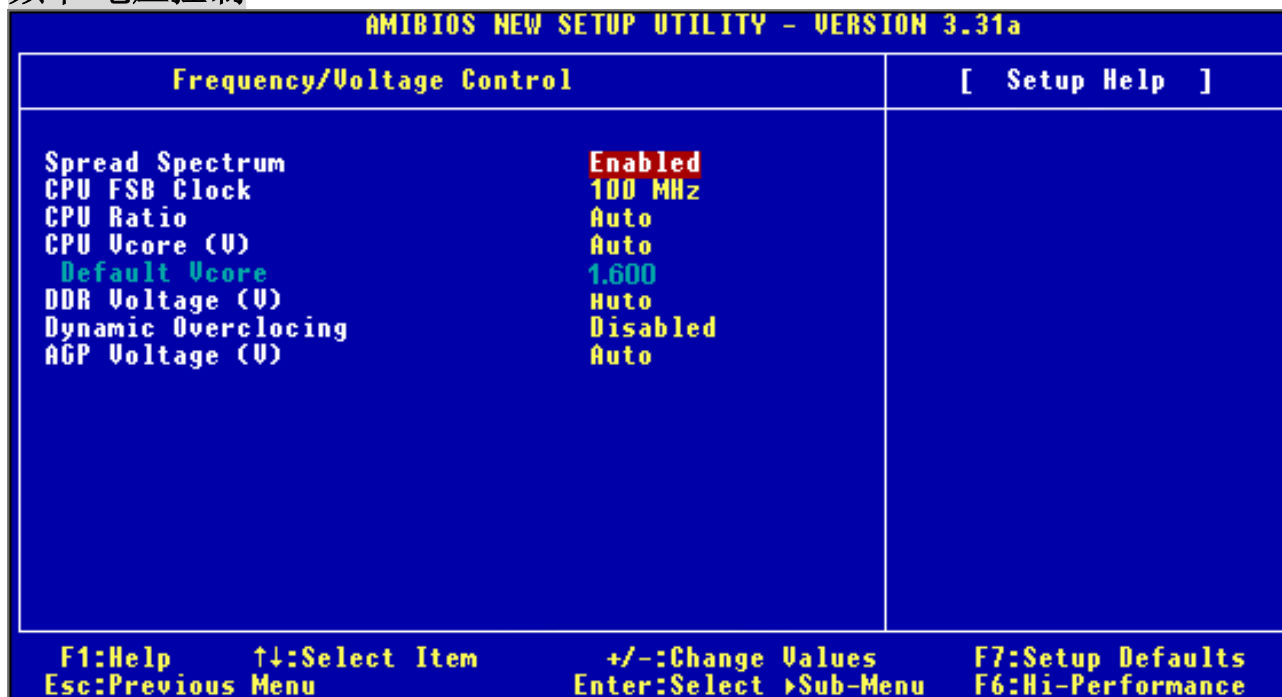 AMIBIOS NEW SETUP UTILITY - VERSION 3.31a
Frequency/Voltage Control
[ Setup Help ]
Spread Spectrum Enabled
CPU FSB Clock 100 MHz
CPU Ratio Auto
CPU Vcore (V) Auto
Default Vcore 1.600
DDR Voltage (V) Auto
Dynamic Overclocing Disabled
AGP Voltage (V) Auto
F1:Help ↑↓:Select Item +/-:Change Values F7:Setup Defaults
Esc:Previous Menu Enter:Select ▸Sub-Menu F6:Hi-Performance